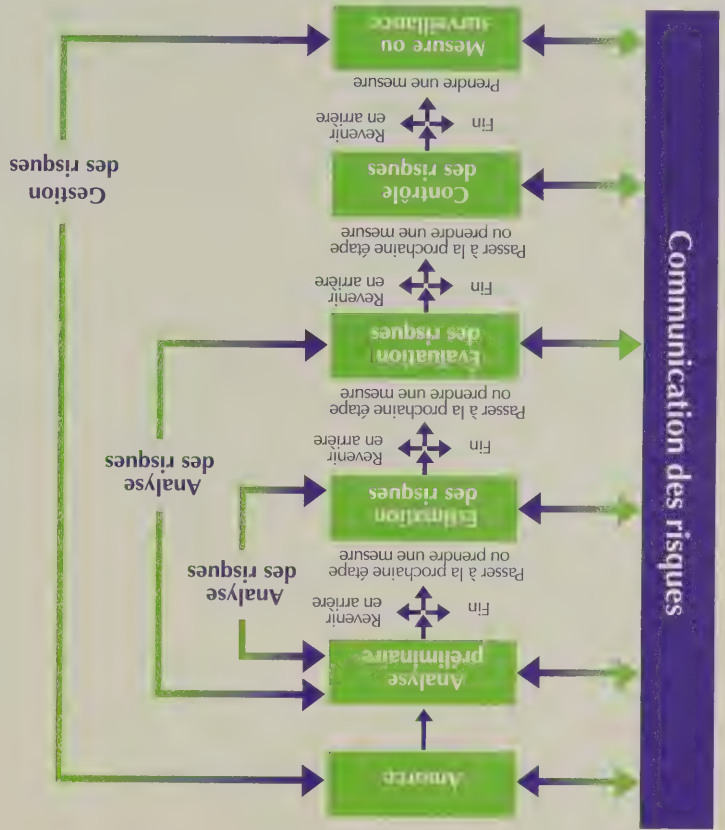 Amorce
Analyse
préliminaire
Fin
Revenir
en arrière
Passer à la prochaine étape
ou prendre une mesure
Estimation
des risques
Fin
Revenir
en arrière
Passer à la prochaine étape
ou prendre une mesure
Évaluation
des risques
Fin
Revenir
en arrière
Passer à la prochaine étape
ou prendre une mesure
Contrôle
des risques
Fin
Revenir
en arrière
Prendre une mesure
Mesure ou
surveillance
Analyse
des risques
Analyse
des risques
Gestion
des risques
Communication des risques